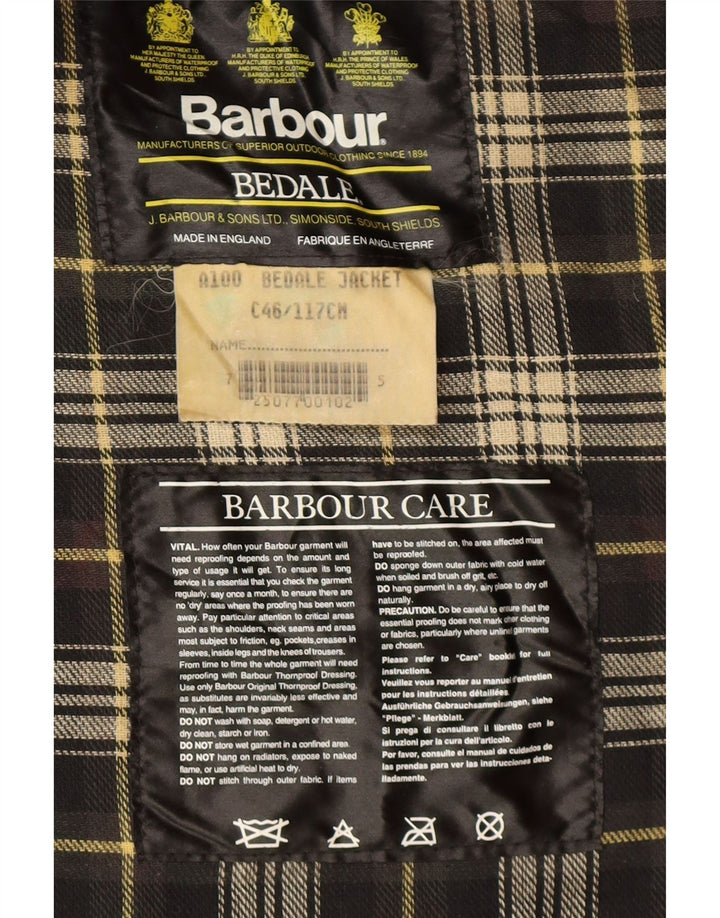 BY APPOINTMENT TO
HER MAJESTY THE QUEEN
MANUFACTURERS OF WATERPROOF
AND PROTECTIVE CLOTHING
J. BARBOUR & SONS LTD.,
SOUTH SHIELDS
BY APPOINTMENT TO
H.R.H. THE DUKE OF EDINBURGH
MANUFACTURERS OF WATERPROOF
AND PROTECTIVE CLOTHING
J. BARBOUR & SONS LTD.,
SOUTH SHIELDS
BY APPOINTMENT TO
H.R.H. THE PRINCE OF WALES
MANUFACTURERS OF WATERPROOF
AND PROTECTIVE CLOTHING
J. BARBOUR & SONS LTD.,
SOUTH SHIELDS
Barbour
MANUFACTURERS OF SUPERIOR OUTDOOR CLOTHING SINCE 1894
BEDALE
J. BARBOUR & SONS LTD., SIMONSIDE, SOUTH SHIELDS.
MADE IN ENGLAND FABRIQUE EN ANGLETERRE
A100 BEDALE JACKET
C46/117CM
NAME..............................
7 2507700102 5
BARBOUR CARE
VITAL. How often your Barbour garment will
need reproofing depends on the amount and
type of usage it will get. To ensure its long
service it is essential that you check the garment
regularly, say once a month, to ensure there are
no 'dry' areas where the proofing has been worn
away. Pay particular attention to critical areas
such as the shoulders, neck seams and areas
most subject to friction, eg. pockets,creases in
sleeves, inside legs and the knees of trousers.
From time to time the whole garment will need
reproofing with Barbour Thornproof Dressing.
Use only Barbour Original Thornproof Dressing,
as substitutes are invariably less effective and
may, in fact, harm the garment.
DO NOT wash with soap, detergent or hot water,
dry clean, starch or iron.
DO NOT store wet garment in a confined area.
DO NOT hang on radiators, expose to naked
flame, or use artificial heat to dry.
DO NOT stitch through outer fabric. If items
have to be stitched on, the area affected must
be reproofed.
DO sponge down outer fabric with cold water
when soiled and brush off grit, etc.
DO hang garment in a dry, airy place to dry off
naturally.
PRECAUTION. Do be careful to ensure that the
essential proofing does not mark other clothing
or fabrics, particularly where unlined garments
are chosen.
Please refer to "Care" booklet for full
instructions.
Veuillez vous reporter au manuel d'entretien
pour les instructions détaillées.
Ausführliche Gebrauchsanweisungen, siehe
"Pflege" - Merkblatt.
Si prega di consultare il libretto con le
istruzioni per la cura dell'articolo.
Por favor, consulte el manual de cuidados de
las prendas para ver las instrucciones deta-
lladamente.